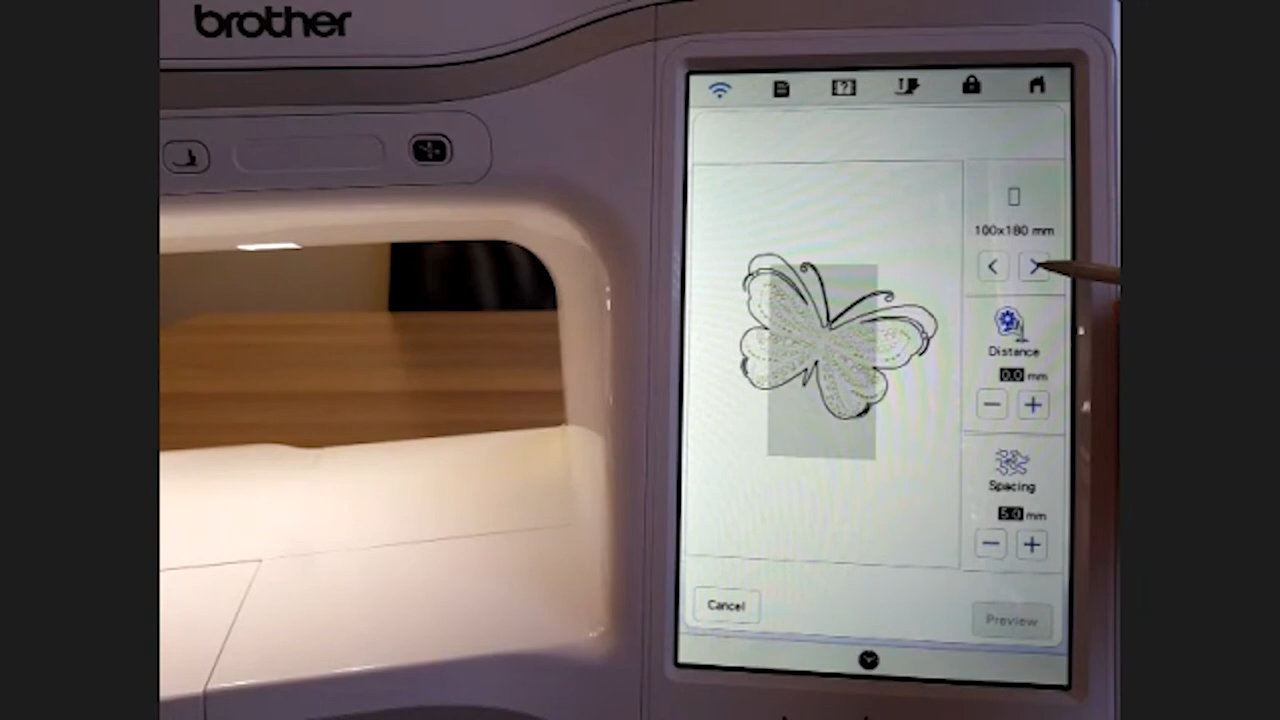 brother
100x180 mm
Distance
0.0 mm
Spacing
5.0 mm
Cancel
Preview